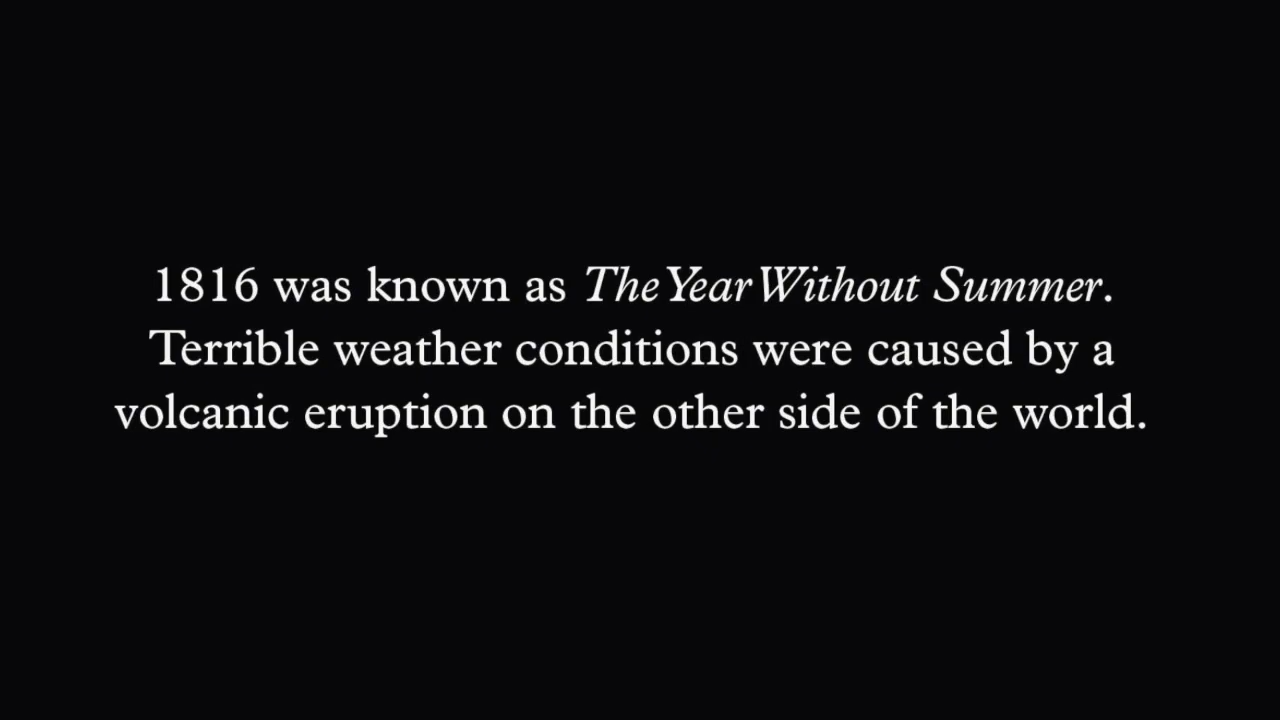 1816 was known as The Year Without Summer.
Terrible weather conditions were caused by a
volcanic eruption on the other side of the world.